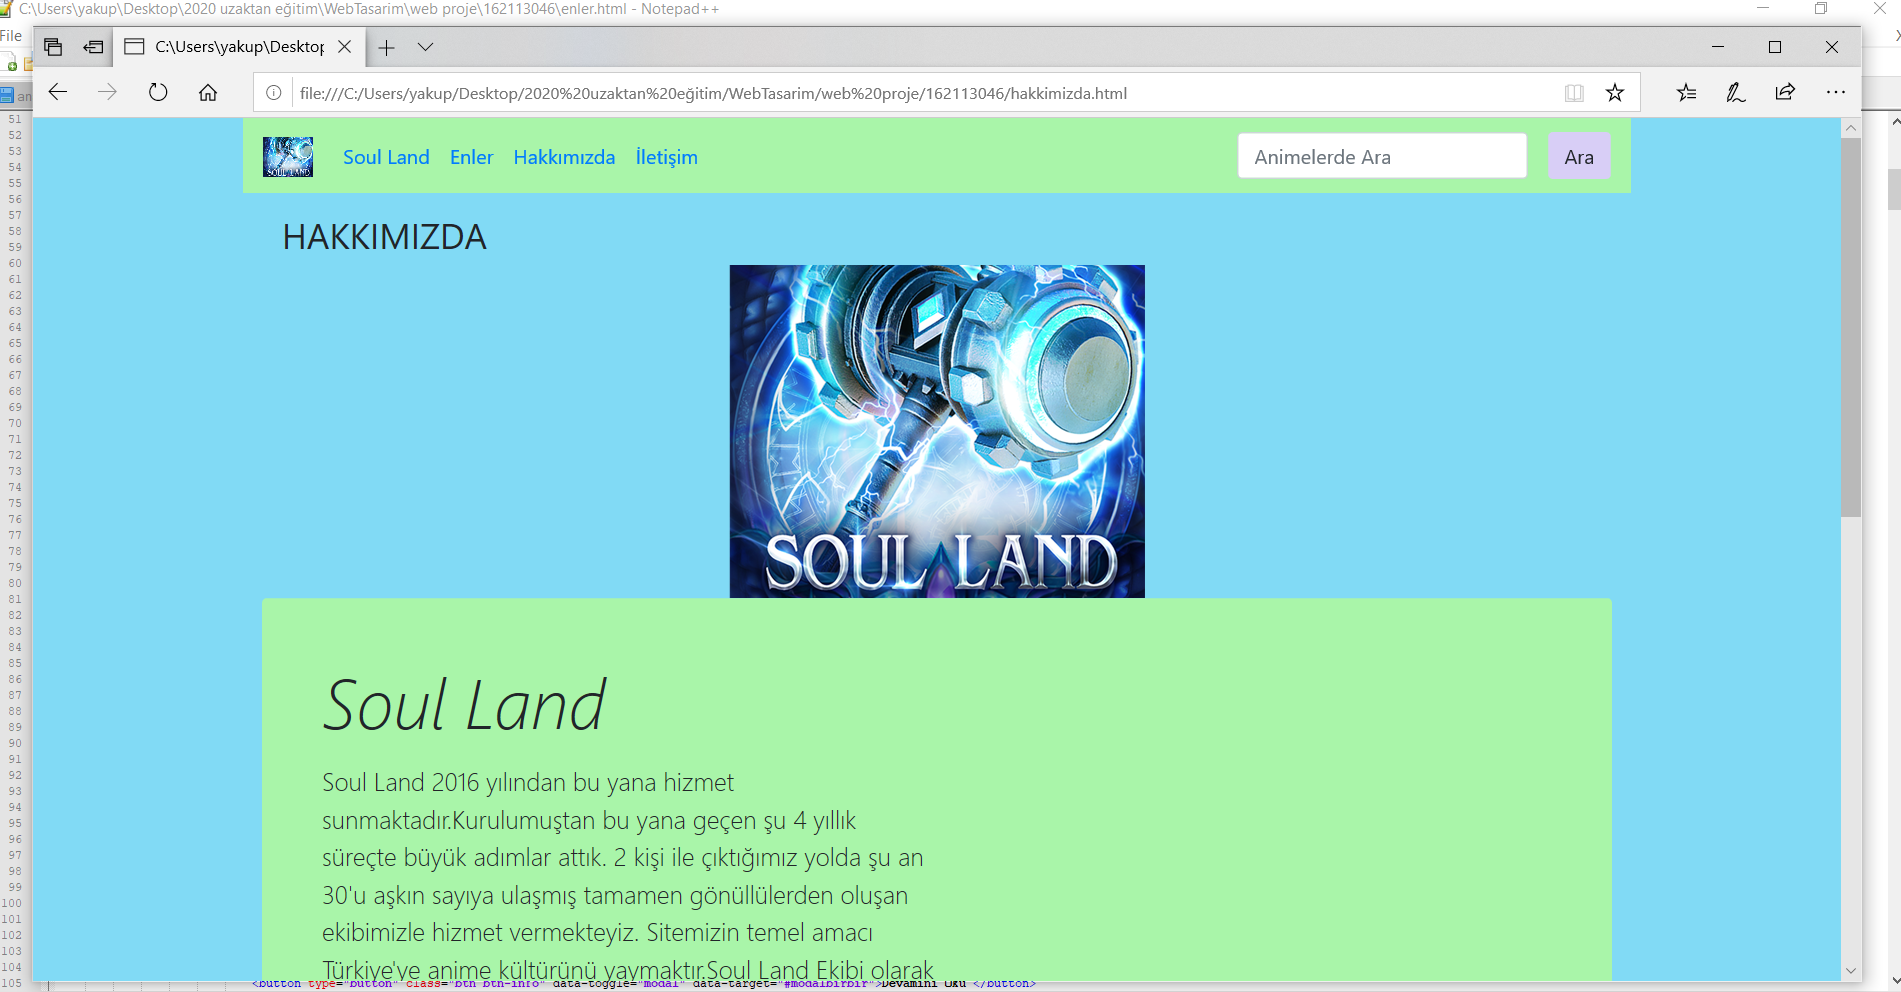 C:\Users\yakup\Desktop\2020 uzaktan eğitim\WebTasarim\web proje\162113046\enler.html - Notepad++
File
C:\Users\yakup\Desktop
file:///C:/Users/yakup/Desktop/2020%20uzaktan%20eğitim/WebTasarim/web%20proje/162113046/hakkimizda.html
an
SOUL LAND
Soul Land Enler Hakkımızda İletişim
Animelerde Ara
Ara
HAKKIMIZDA
SOUL LAND
Soul Land
Soul Land 2016 yılından bu yana hizmet
sunmaktadır.Kurulumuştan bu yana geçen şu 4 yıllık
süreçte büyük adımlar attık. 2 kişi ile çıktığımız yolda şu an
30'u aşkın sayıya ulaşmış tamamen gönüllülerden oluşan
ekibimizle hizmet vermekteyiz. Sitemizin temel amacı
Türkiye'ye anime kültürünü yaymaktır.Soul Land Ekibi olarak
51
52
53
54
55
56
57
58
59
60
61
62
63
64
65
66
67
68
69
70
71
72
73
74
75
76
77
78
79
80
81
82
83
84
85
86
87
88
89
90
91
92
93
94
95
96
97
98
99
100
101
102
103
104
105
<button type="button" class="btn btn-info" data-toggle="modal" data-target="#modalbirbir">Devamını Oku </button>